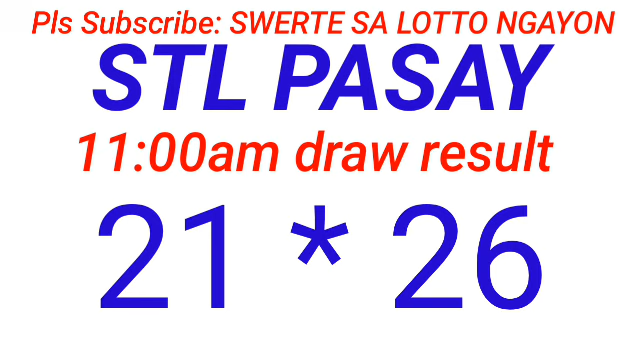 Pls Subscribe: SWERTE SA LOTTO NGAYON
STL PASAY
11:00am draw result
21 * 26